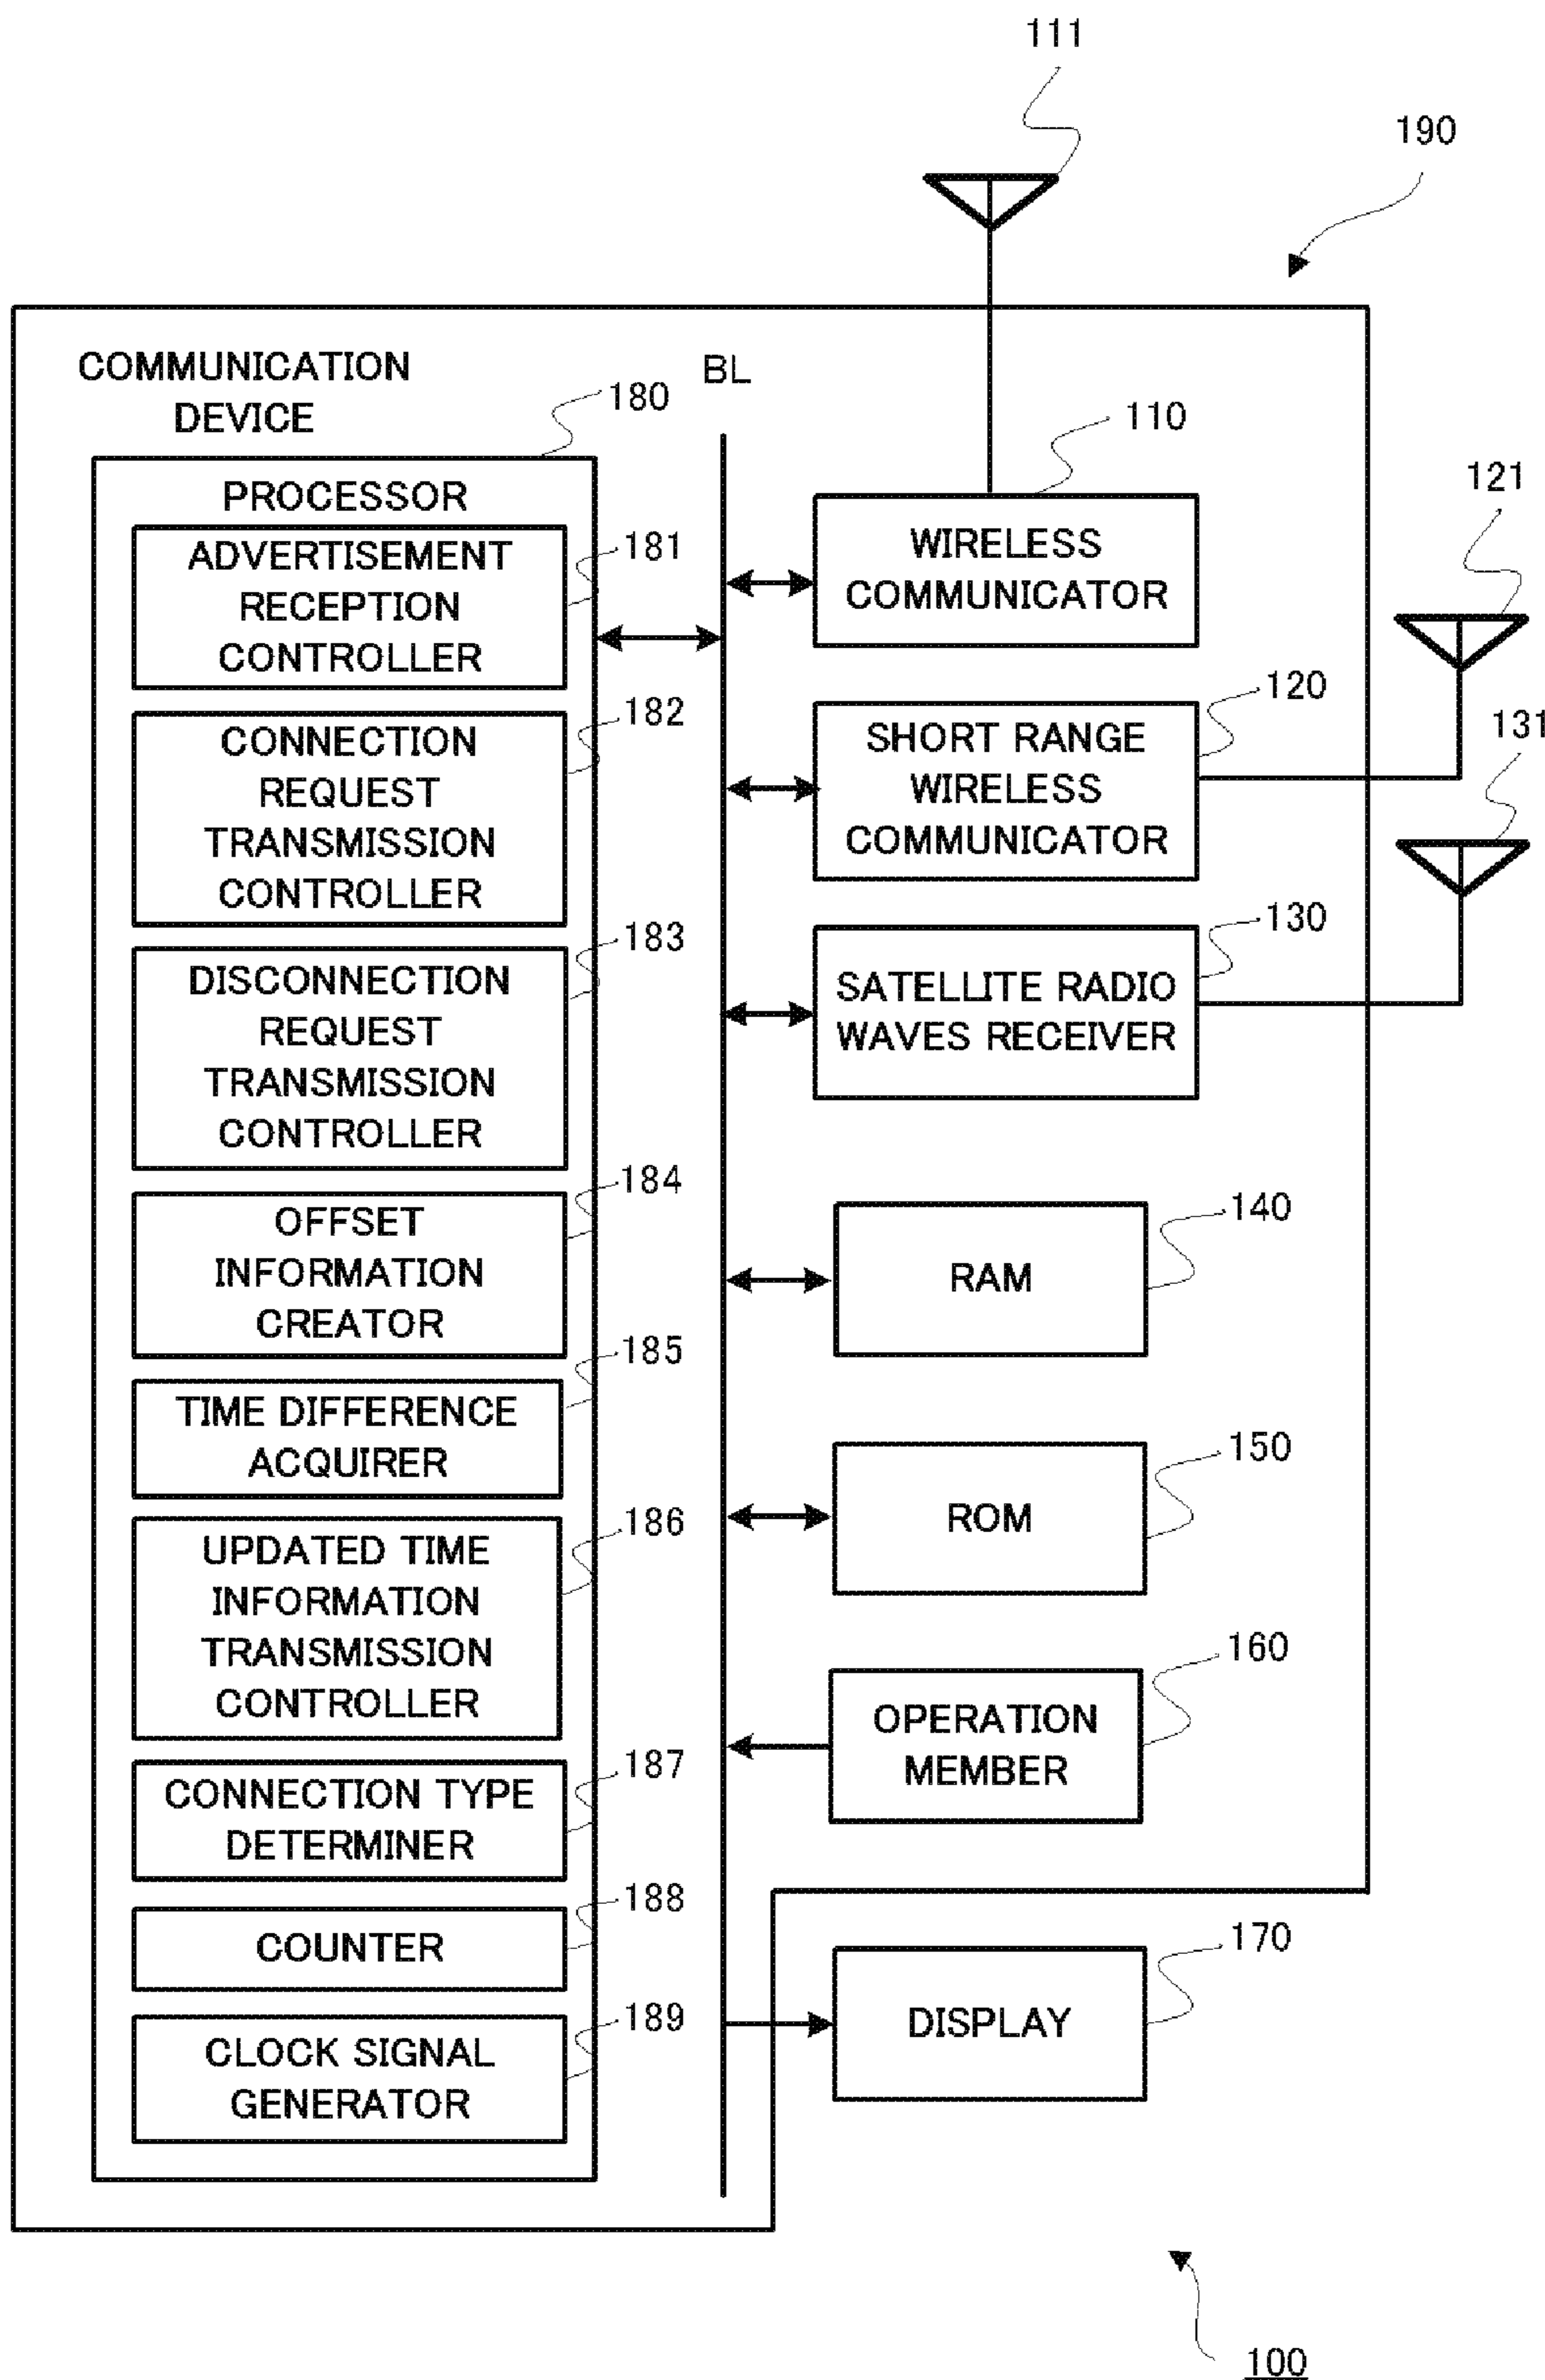 111
190
COMMUNICATION
DEVICE
BL
180
110
PROCESSOR
121
ADVERTISEMENT
RECEPTION
CONTROLLER
181
WIRELESS
COMMUNICATOR
182
CONNECTION
REQUEST
TRANSMISSION
CONTROLLER
120
SHORT RANGE
WIRELESS
COMMUNICATOR
131
183
DISCONNECTION
REQUEST
TRANSMISSION
CONTROLLER
130
SATELLITE RADIO
WAVES RECEIVER
184
OFFSET
INFORMATION
CREATOR
140
RAM
185
TIME DIFFERENCE
ACQUIRER
150
ROM
186
UPDATED TIME
INFORMATION
TRANSMISSION
CONTROLLER
160
OPERATION
MEMBER
187
CONNECTION TYPE
DETERMINER
188
COUNTER
170
DISPLAY
189
CLOCK SIGNAL
GENERATOR
100